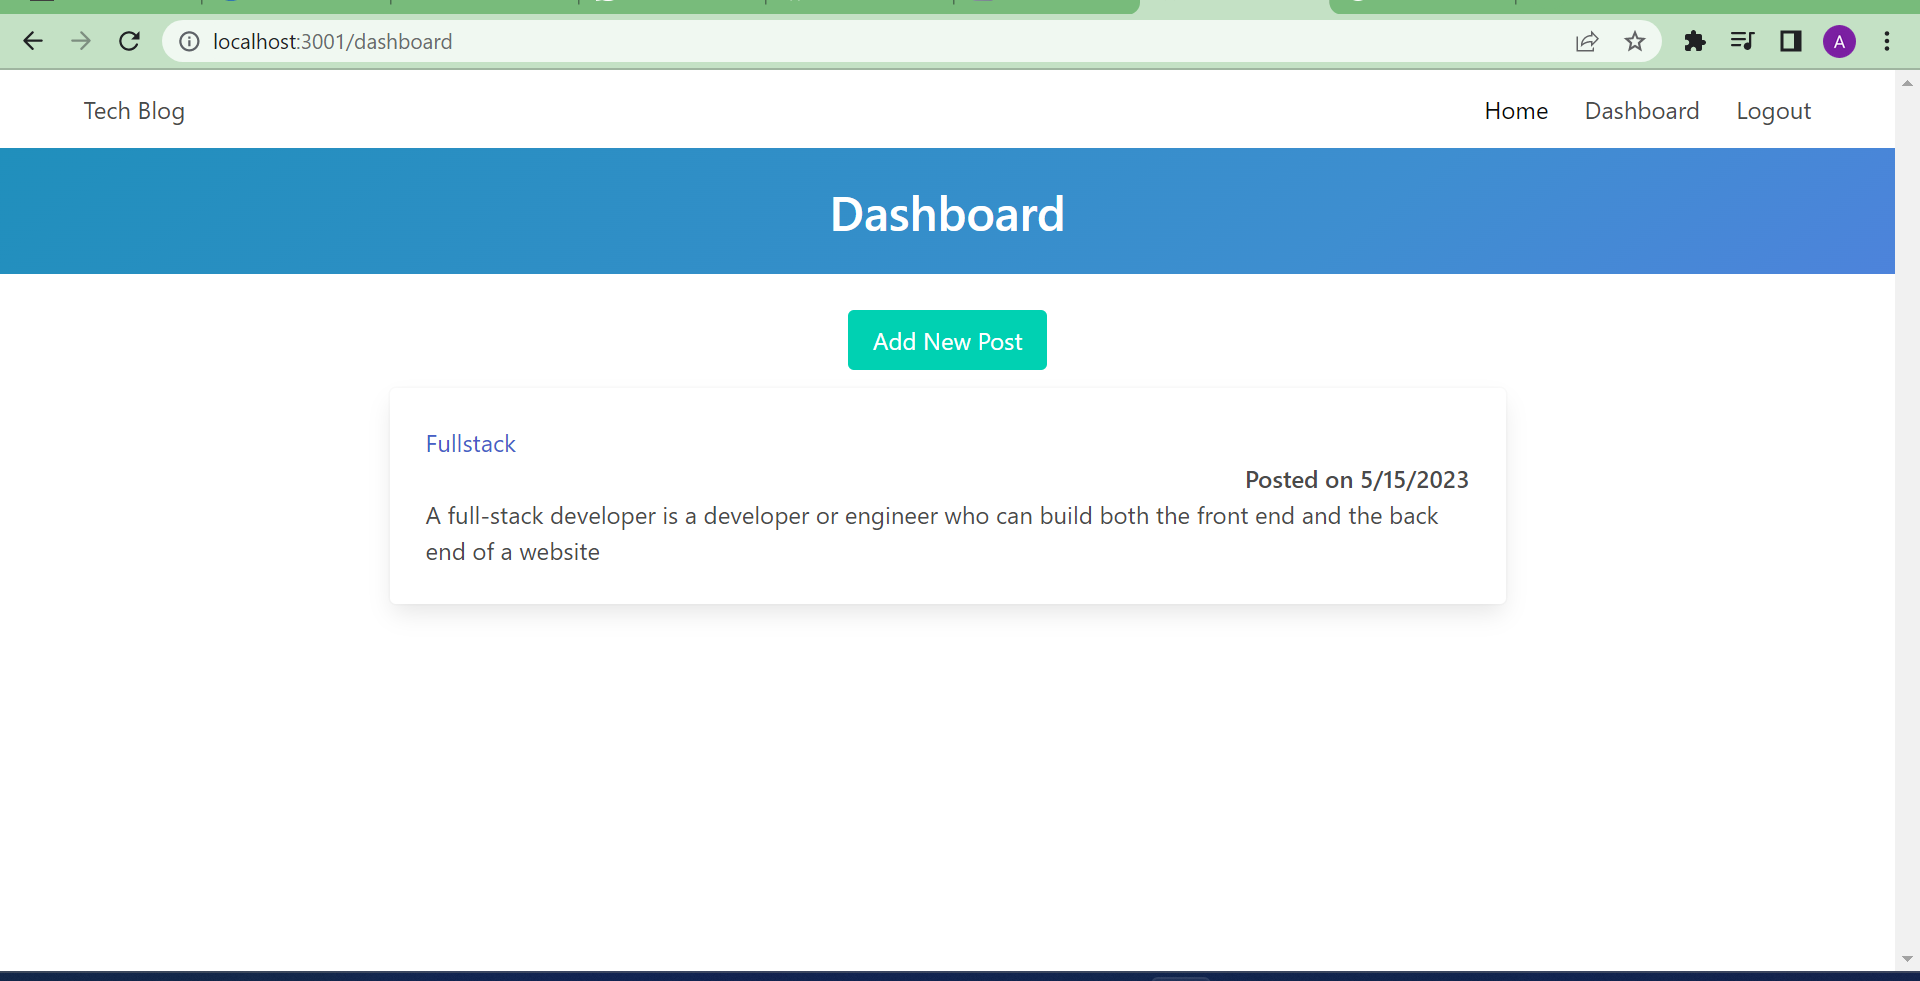 localhost:3001/dashboard
A
Tech Blog
Home Dashboard Logout
Dashboard
Add New Post
Fullstack
Posted on 5/15/2023
A full-stack developer is a developer or engineer who can build both the front end and the back
end of a website